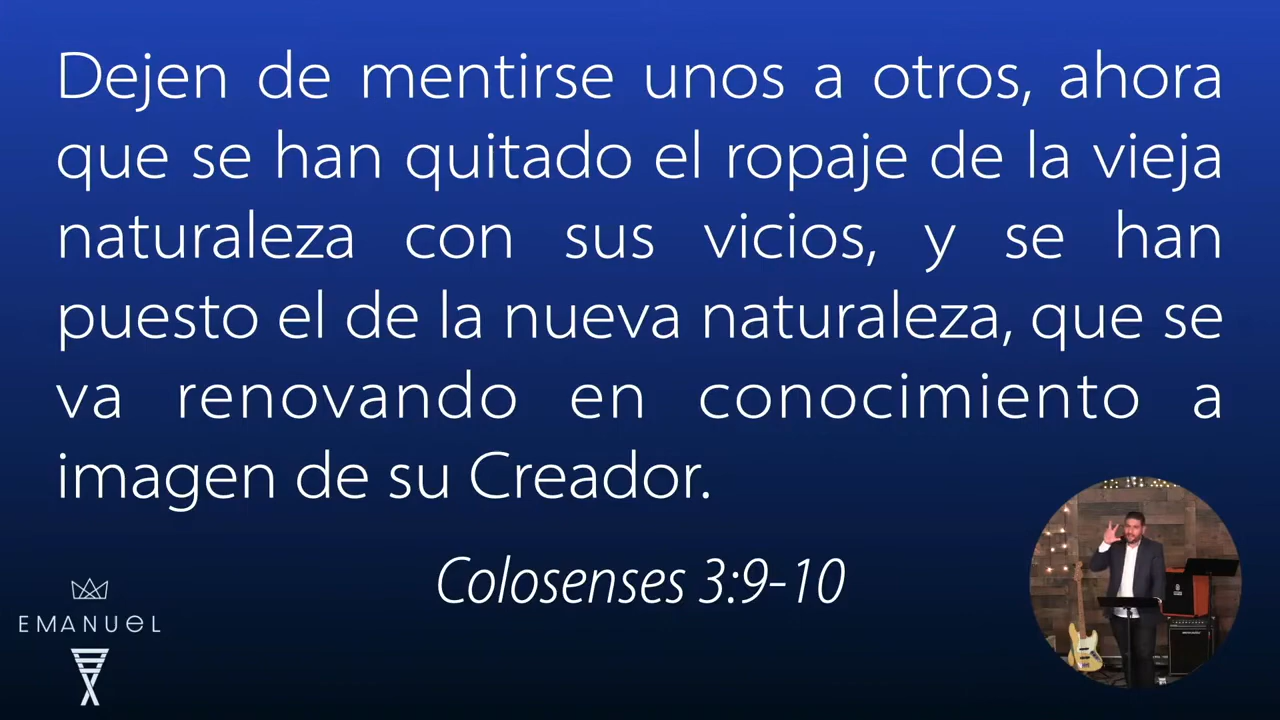 Dejen de mentirse unos a otros, ahora
que se han quitado el ropaje de la vieja
naturaleza con sus vicios, y se han
puesto el de la nueva naturaleza, que se
va renovando en conocimiento a
imagen de su Creador.
Colosenses 3:9-10
EMANUEL